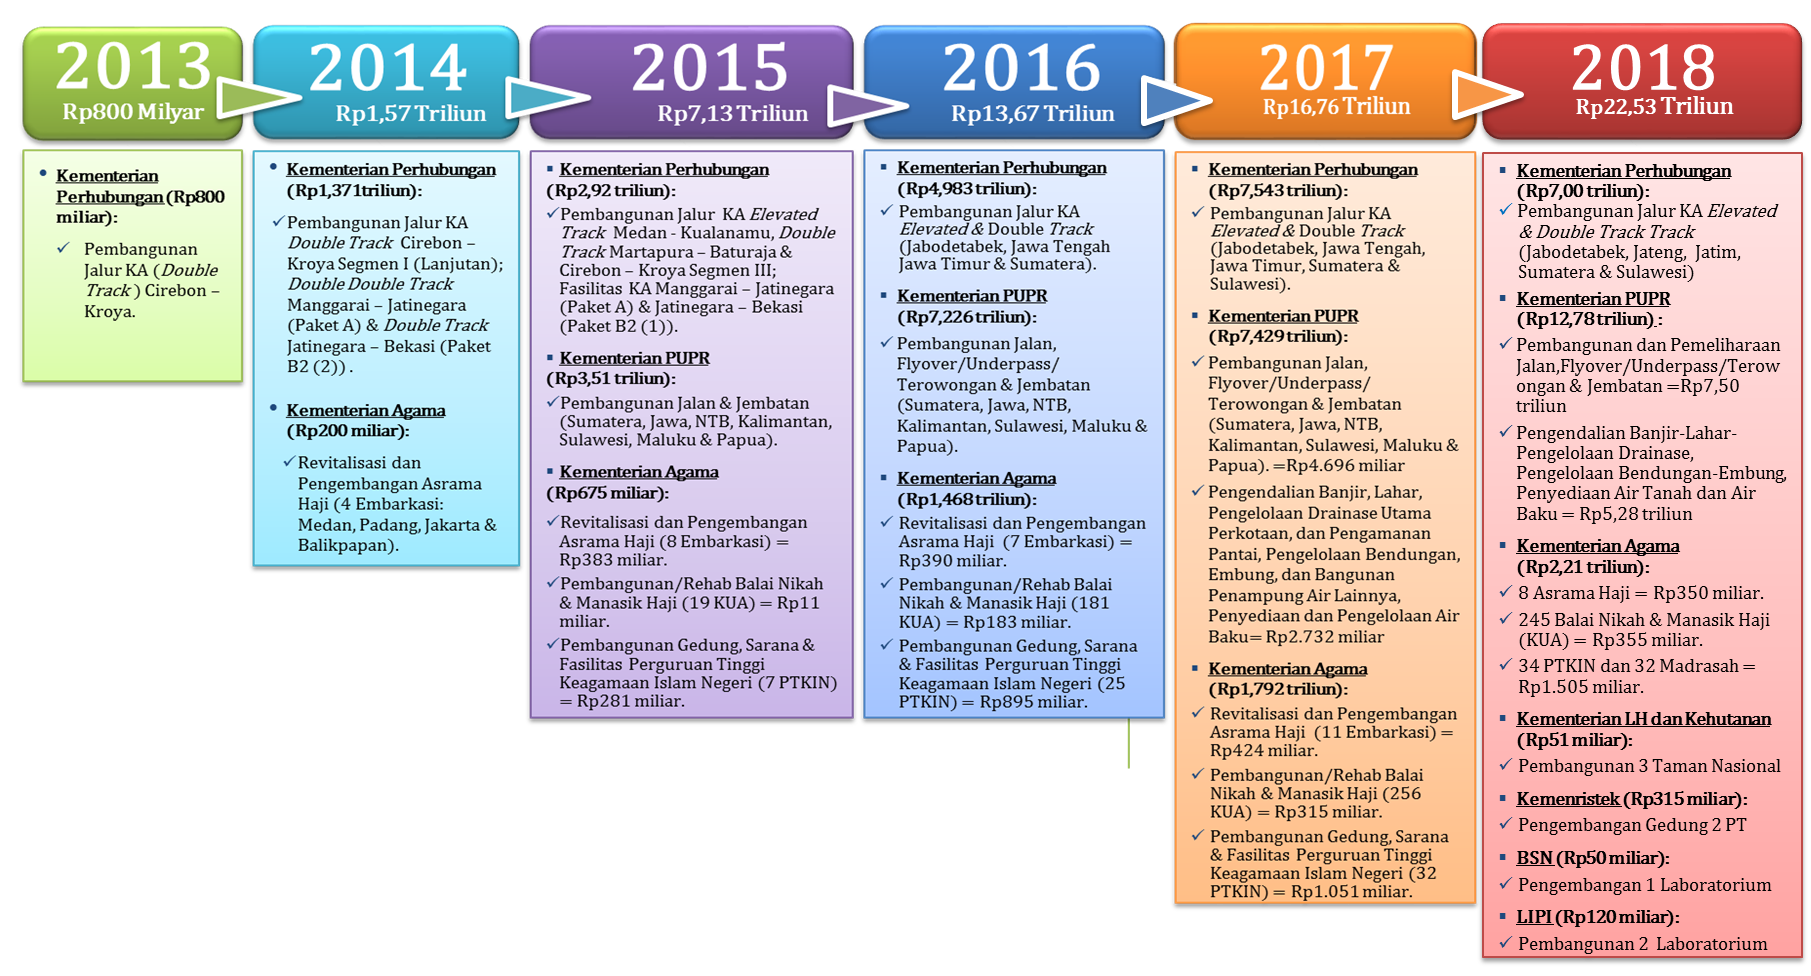 2013
Rp800 Milyar
• Kementerian
Perhubungan (Rp800
miliar):
✓ Pembangunan
Jalur KA (Double
Track ) Cirebon –
Kroya.
2014
Rp1,57 Triliun
• Kementerian Perhubungan
(Rp1,371triliun):
✓Pembangunan Jalur KA
Double Track Cirebon –
Kroya Segmen I (Lanjutan);
Double Double Track
Manggarai – Jatinegara
(Paket A) & Double Track
Jatinegara – Bekasi (Paket
B2 (2)) .
• Kementerian Agama
(Rp200 miliar):
✓Revitalisasi dan
Pengembangan Asrama
Haji (4 Embarkasi:
Medan, Padang, Jakarta &
Balikpapan).
2015
Rp7,13 Triliun
▪ Kementerian Perhubungan
(Rp2,92 triliun):
✓Pembangunan Jalur KA Elevated
Track Medan - Kualanamu, Double
Track Martapura – Baturaja &
Cirebon – Kroya Segmen III;
Fasilitas KA Manggarai – Jatinegara
(Paket A) & Jatinegara – Bekasi
(Paket B2 (1)).
▪ Kementerian PUPR
(Rp3,51 triliun):
✓Pembangunan Jalan & Jembatan
(Sumatera, Jawa, NTB, Kalimantan,
Sulawesi, Maluku & Papua).
▪ Kementerian Agama
(Rp675 miliar):
✓Revitalisasi dan Pengembangan
Asrama Haji (8 Embarkasi) =
Rp383 miliar.
✓Pembangunan/Rehab Balai Nikah
& Manasik Haji (19 KUA) = Rp11
miliar.
✓Pembangunan Gedung, Sarana &
Fasilitas Perguruan Tinggi
Keagamaan Islam Negeri (7 PTKIN)
= Rp281 miliar.
2016
Rp13,67 Triliun
▪ Kementerian Perhubungan
(Rp4,983 triliun):
✓ Pembangunan Jalur KA
Elevated & Double Track
(Jabodetabek, Jawa Tengah
Jawa Timur & Sumatera).
▪ Kementerian PUPR
(Rp7,226 triliun):
✓ Pembangunan Jalan,
Flyover/Underpass/
Terowongan & Jembatan
(Sumatera, Jawa, NTB,
Kalimantan, Sulawesi, Maluku &
Papua).
▪ Kementerian Agama
(Rp1,468 triliun):
✓ Revitalisasi dan Pengembangan
Asrama Haji (7 Embarkasi) =
Rp390 miliar.
✓ Pembangunan/Rehab Balai
Nikah & Manasik Haji (181
KUA) = Rp183 miliar.
✓ Pembangunan Gedung, Sarana
& Fasilitas Perguruan Tinggi
Keagamaan Islam Negeri (25
PTKIN) = Rp895 miliar.
2017
Rp16,76 Triliun
▪ Kementerian Perhubungan
(Rp7,543 triliun):
✓ Pembangunan Jalur KA
Elevated & Double Track
(Jabodetabek, Jawa Tengah,
Jawa Timur, Sumatera &
Sulawesi).
▪ Kementerian PUPR
(Rp7,429 triliun):
✓ Pembangunan Jalan,
Flyover/Underpass/
Terowongan & Jembatan
(Sumatera, Jawa, NTB,
Kalimantan, Sulawesi, Maluku &
Papua). =Rp4.696 miliar
✓ Pengendalian Banjir, Lahar,
Pengelolaan Drainase Utama
Perkotaan, dan Pengamanan
Pantai, Pengelolaan Bendungan,
Embung, dan Bangunan
Penampung Air Lainnya,
Penyediaan dan Pengelolaan Air
Baku= Rp2.732 miliar
▪ Kementerian Agama
(Rp1,792 triliun):
✓ Revitalisasi dan Pengembangan
Asrama Haji (11 Embarkasi) =
Rp424 miliar.
✓ Pembangunan/Rehab Balai
Nikah & Manasik Haji (256
KUA) = Rp315 miliar.
✓ Pembangunan Gedung, Sarana
& Fasilitas Perguruan Tinggi
Keagamaan Islam Negeri (32
PTKIN) = Rp1.051 miliar.
2018
Rp22,53 Triliun
▪ Kementerian Perhubungan
(Rp7,00 triliun):
✓ Pembangunan Jalur KA Elevated
& Double Track Track
(Jabodetabek, Jateng, Jatim,
Sumatera & Sulawesi)
▪ Kementerian PUPR
(Rp12,78 triliun) :
✓ Pembangunan dan Pemeliharaan
Jalan,Flyover/Underpass/Terow
ongan & Jembatan =Rp7,50
triliun
✓ Pengendalian Banjir-Lahar-
Pengelolaan Drainase,
Pengelolaan Bendungan-Embung,
Penyediaan Air Tanah dan Air
Baku = Rp5,28 triliun
▪ Kementerian Agama
(Rp2,21 triliun):
✓ 8 Asrama Haji = Rp350 miliar.
✓ 245 Balai Nikah & Manasik Haji
(KUA) = Rp355 miliar.
✓ 34 PTKIN dan 32 Madrasah =
Rp1.505 miliar.
▪ Kementerian LH dan Kehutanan
(Rp51 miliar):
✓ Pembangunan 3 Taman Nasional
▪ Kemenristek (Rp315 miliar):
✓ Pengembangan Gedung 2 PT
▪ BSN (Rp50 miliar):
✓ Pengembangan 1 Laboratorium
▪ LIPI (Rp120 miliar):
✓ Pembangunan 2 Laboratorium